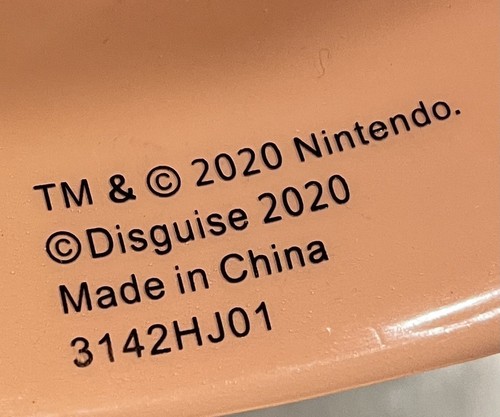 TM & © 2020 Nintendo.
©Disguise 2020
Made in China
3142HJ01